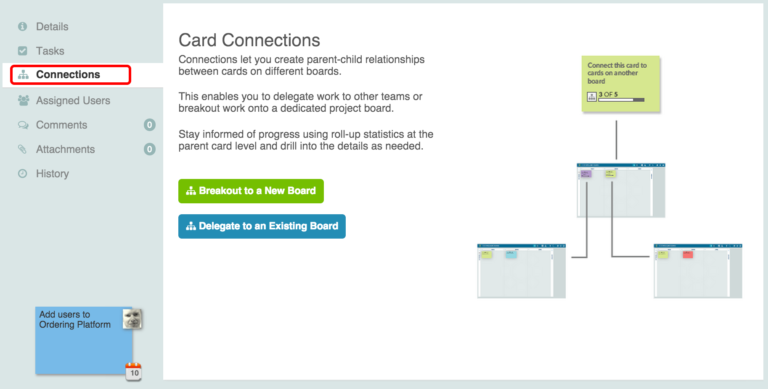 Details
Tasks
Connections
Assigned Users
Comments 0
Attachments 0
History
Add users to
Ordering Platform
10
Card Connections
Connections let you create parent-child relationships
between cards on different boards.
This enables you to delegate work to other teams or
breakout work onto a dedicated project board.
Stay informed of progress using roll-up statistics at the
parent card level and drill into the details as needed.
Breakout to a New Board
Delegate to an Existing Board
Connect this card to
cards on another
board
3 OF 5